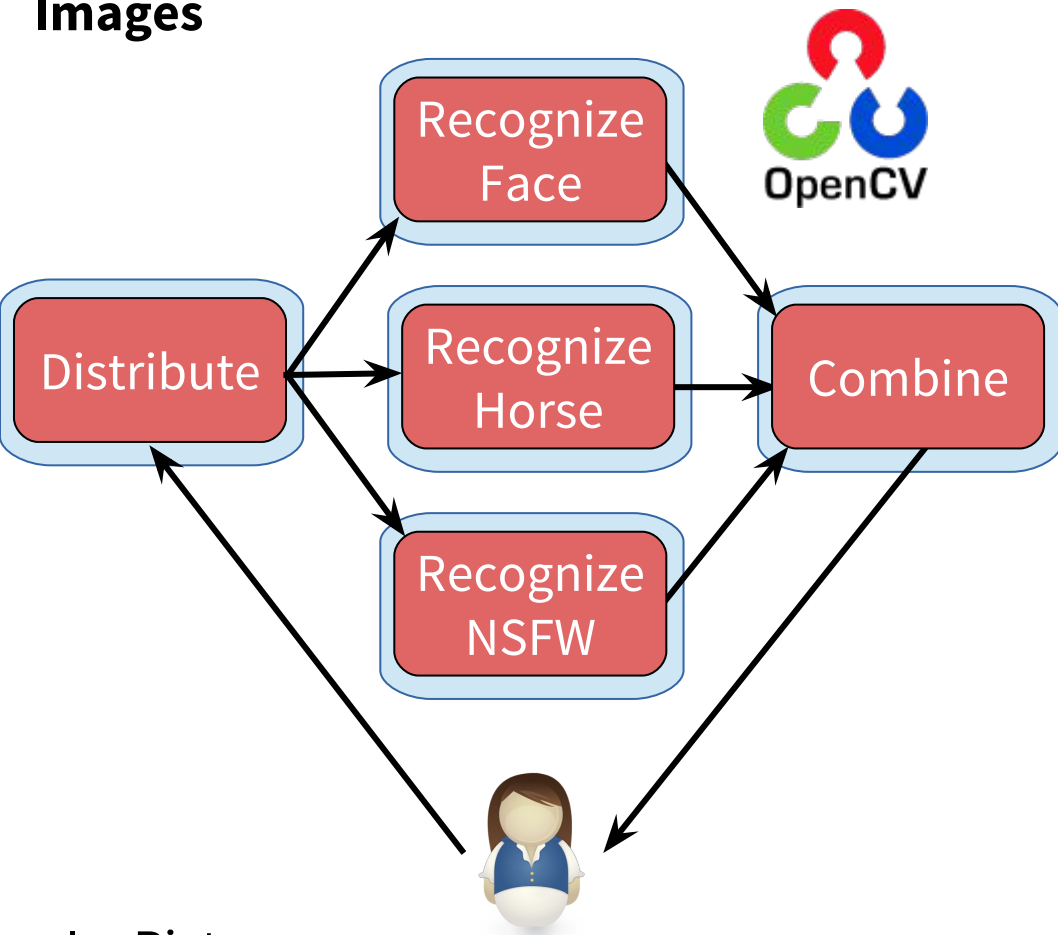 Images
OpenCV
Recognize
Face
Distribute
Recognize
Horse
Combine
Recognize
NSFW